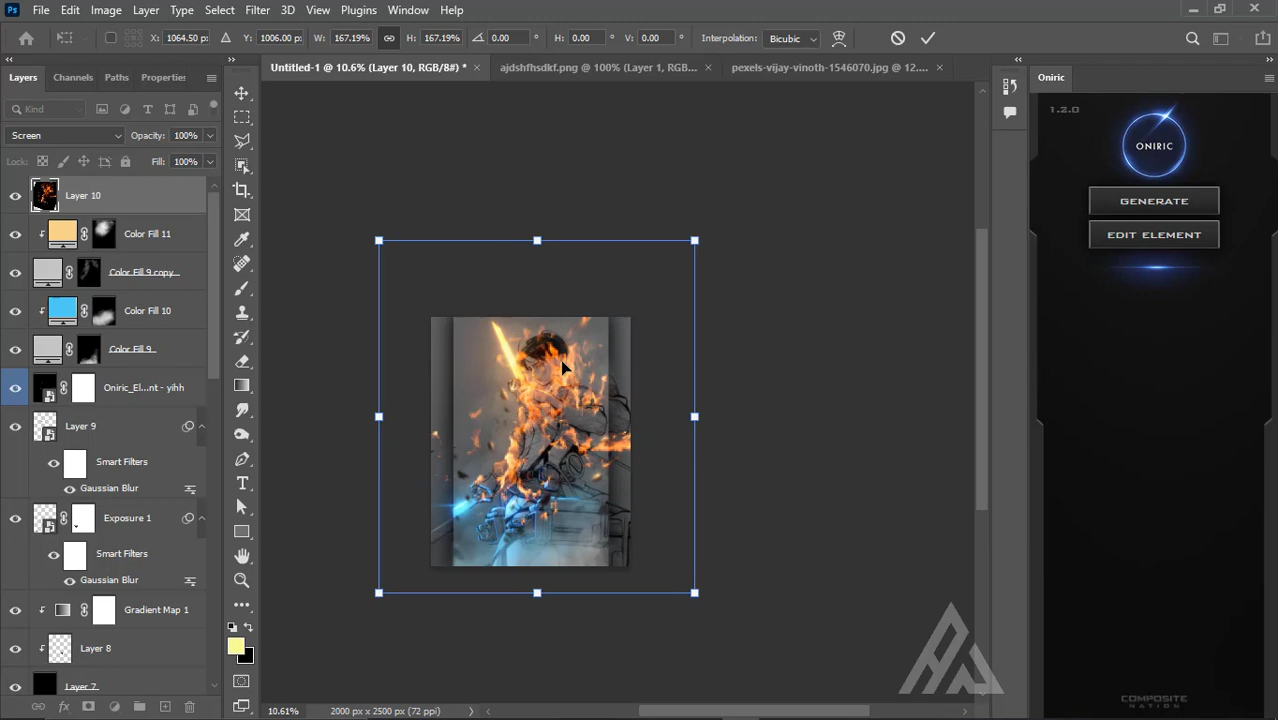 Ps File Edit Image Layer Type Select Filter 3D View Plugins Window Help
X: 1064.50 px Y: 1006.00 px W: 167.19% H: 167.19% 0.00 ° H: 0.00 ° V: 0.00 ° Interpolation: Bicubic
Layers Channels Paths Properties
Untitled-1 @ 10.6% (Layer 10, RGB/8#) * × ajdshfhsdkf.png @ 100% (Layer 1, RGB... × pexels-vijay-vinoth-1546070.jpg @ 12.... ×
Oniric
Kind
1.2.0
Screen Opacity: 100%
ONIRIC
Lock: Fill: 100%
Layer 10
GENERATE
Color Fill 11
EDIT ELEMENT
Color Fill 9 copy
Color Fill 10
Color Fill 9
Oniric_El...nt - yihh
Layer 9
Smart Filters
Gaussian Blur
Exposure 1
Smart Filters
Gaussian Blur
Gradient Map 1
Layer 8
Layer 7
10.61% 2000 px x 2500 px (72 ppi)
COMPOSITE
NATION